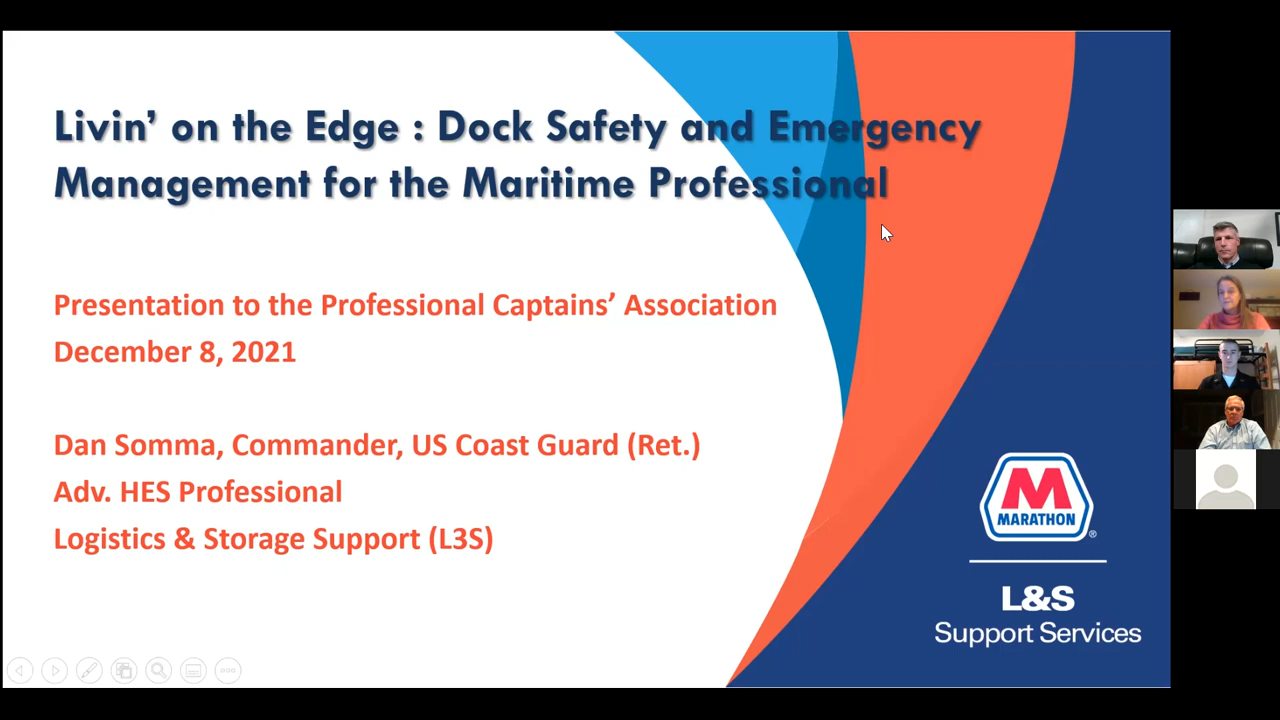 Livin’ on the Edge : Dock Safety and Emergency
Management for the Maritime Professional
Presentation to the Professional Captains’ Association
December 8, 2021
Dan Somma, Commander, US Coast Guard (Ret.)
Adv. HES Professional
Logistics & Storage Support (L3S)
M
MARATHON®
L&S
Support Services